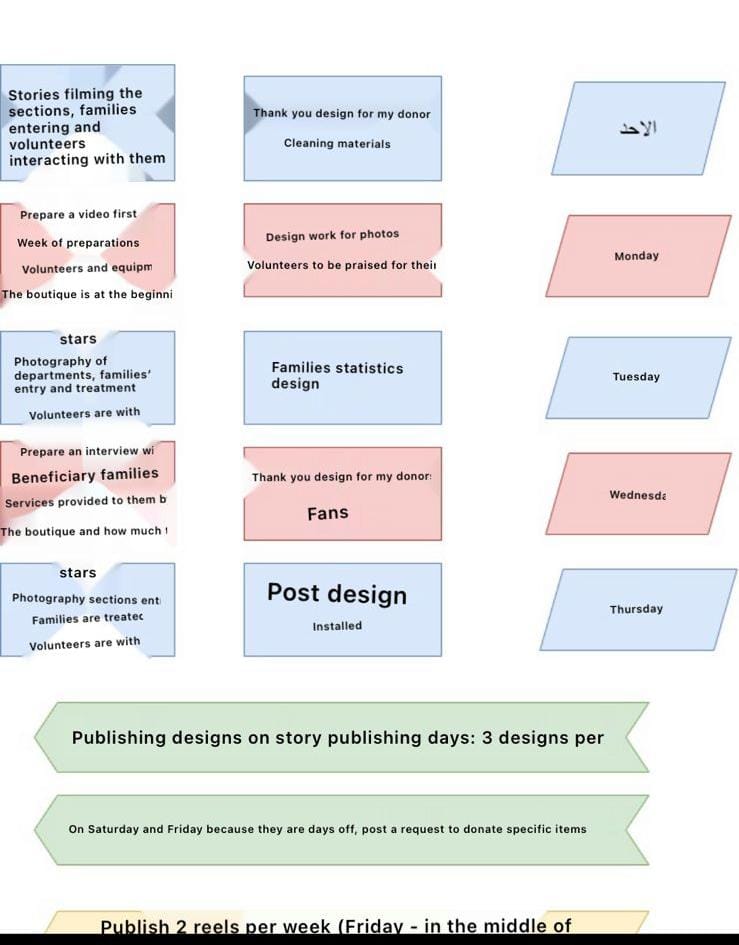 Stories filming the
sections, families
entering and
volunteers
interacting with them
Thank you design for my donor
Cleaning materials
الاحد
Prepare a video first
Week of preparations
Volunteers and equipm
The boutique is at the beginni
Design work for photos
Volunteers to be praised for their
Monday
stars
Photography of
departments, families'
entry and treatment
Volunteers are with
Families statistics
design
Tuesday
Prepare an interview wi
Beneficiary families
Services provided to them b
The boutique and how much
Thank you design for my donor
Fans
Wednesda
stars
Photography sections ent
Families are treated
Volunteers are with
Post design
Installed
Thursday
Publishing designs on story publishing days: 3 designs per
On Saturday and Friday because they are days off, post a request to donate specific items
Publish 2 reels per week (Friday - in the middle of